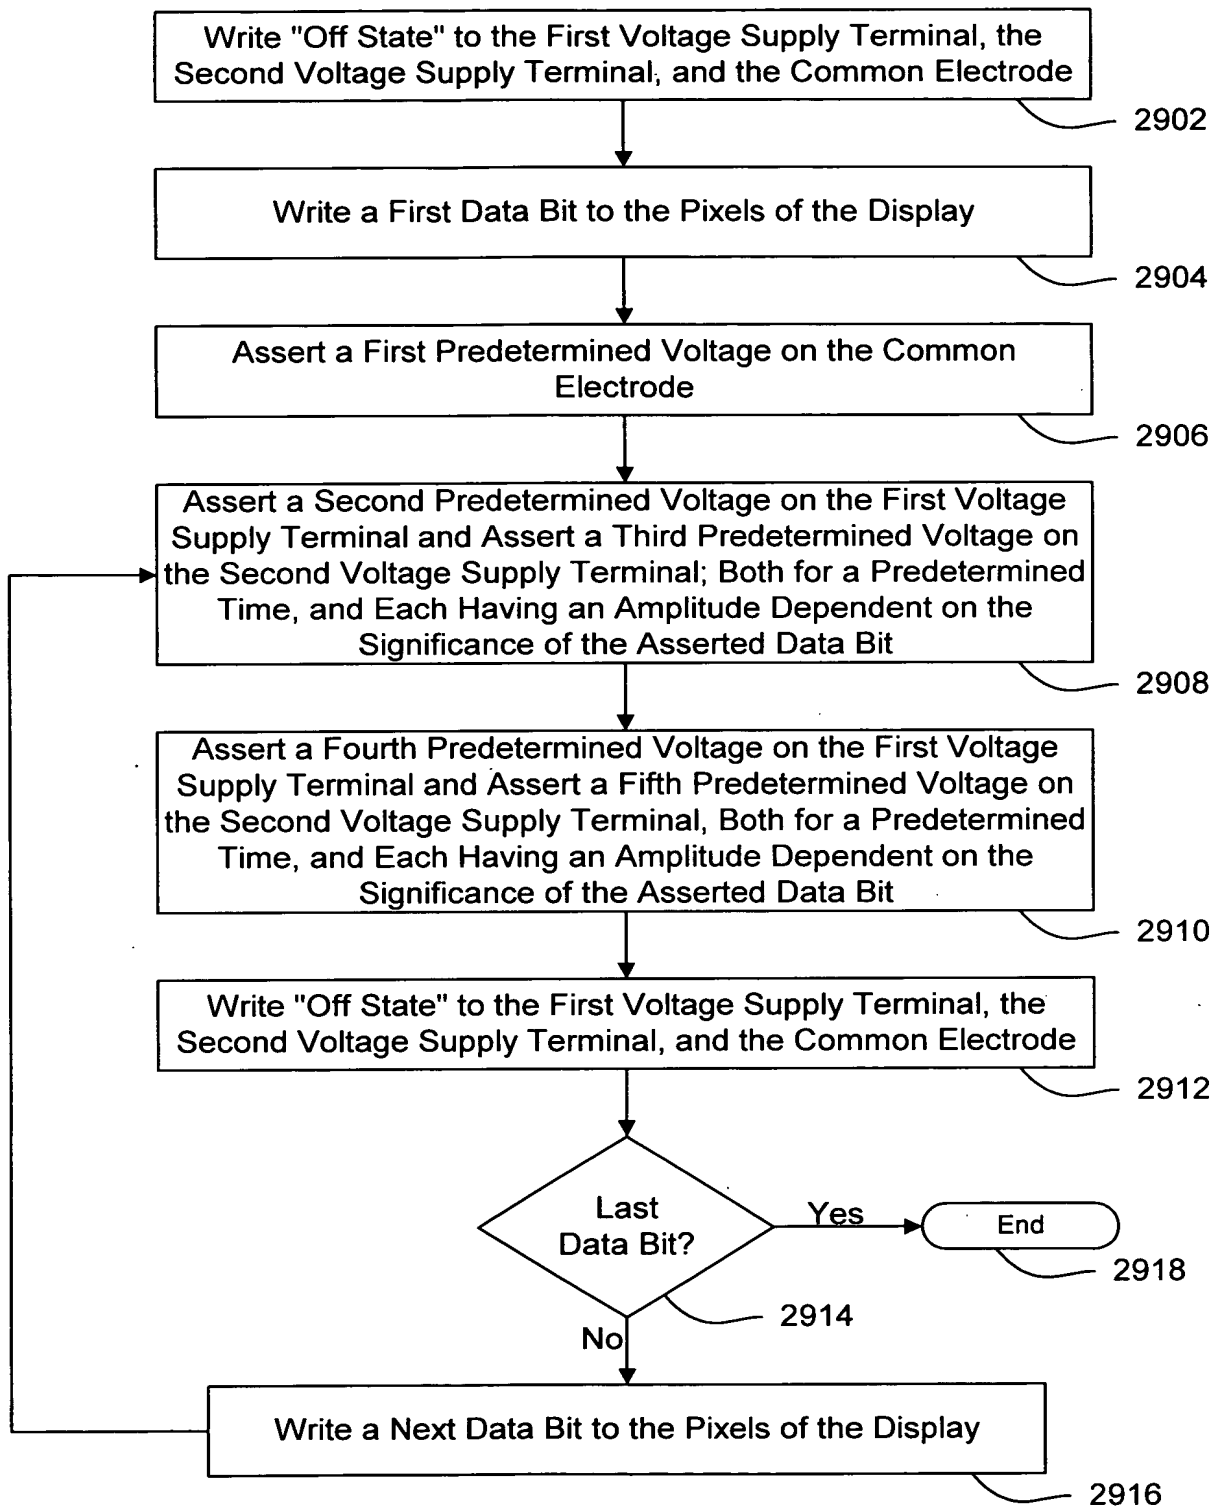 Write "Off State" to the First Voltage Supply Terminal, the
Second Voltage Supply Terminal, and the Common Electrode
2902
Write a First Data Bit to the Pixels of the Display
2904
Assert a First Predetermined Voltage on the Common
Electrode
2906
Assert a Second Predetermined Voltage on the First Voltage
Supply Terminal and Assert a Third Predetermined Voltage on
the Second Voltage Supply Terminal; Both for a Predetermined
Time, and Each Having an Amplitude Dependent on the
Significance of the Asserted Data Bit
2908
Assert a Fourth Predetermined Voltage on the First Voltage
Supply Terminal and Assert a Fifth Predetermined Voltage on
the Second Voltage Supply Terminal, Both for a Predetermined
Time, and Each Having an Amplitude Dependent on the
Significance of the Asserted Data Bit
2910
Write "Off State" to the First Voltage Supply Terminal, the
Second Voltage Supply Terminal, and the Common Electrode
2912
Last
Data Bit?
Yes
End
2918
2914
No
Write a Next Data Bit to the Pixels of the Display
2916